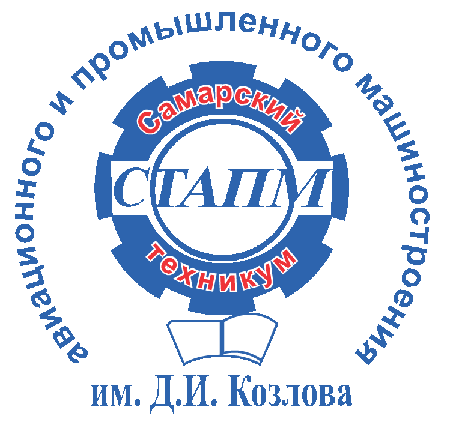 Самарский
СТАПМ
техникум
авиационного и промышленного машиностроения
им. Д.И. Козлова